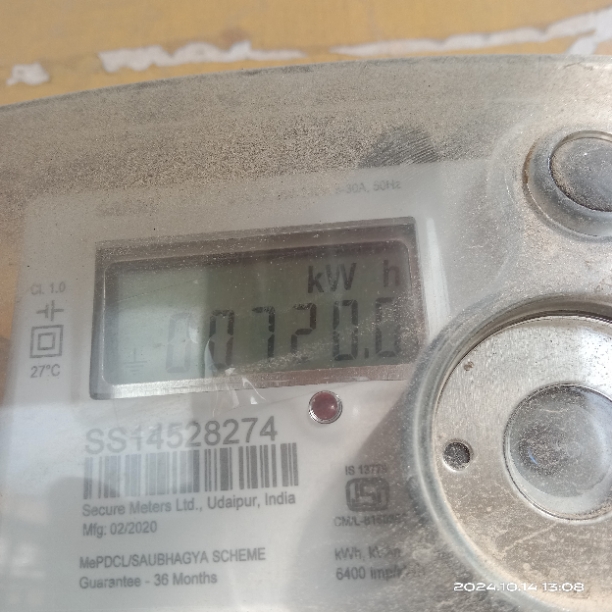 CL 1.0
27°C
kW h
00720.6
SS14528274
Secure Meters Ltd., Udaipur, India
Mfg: 02/2020
MePDCL/SAUBHAGYA SCHEME
Guarantee - 36 Months
6400
2024.10.14 13:08